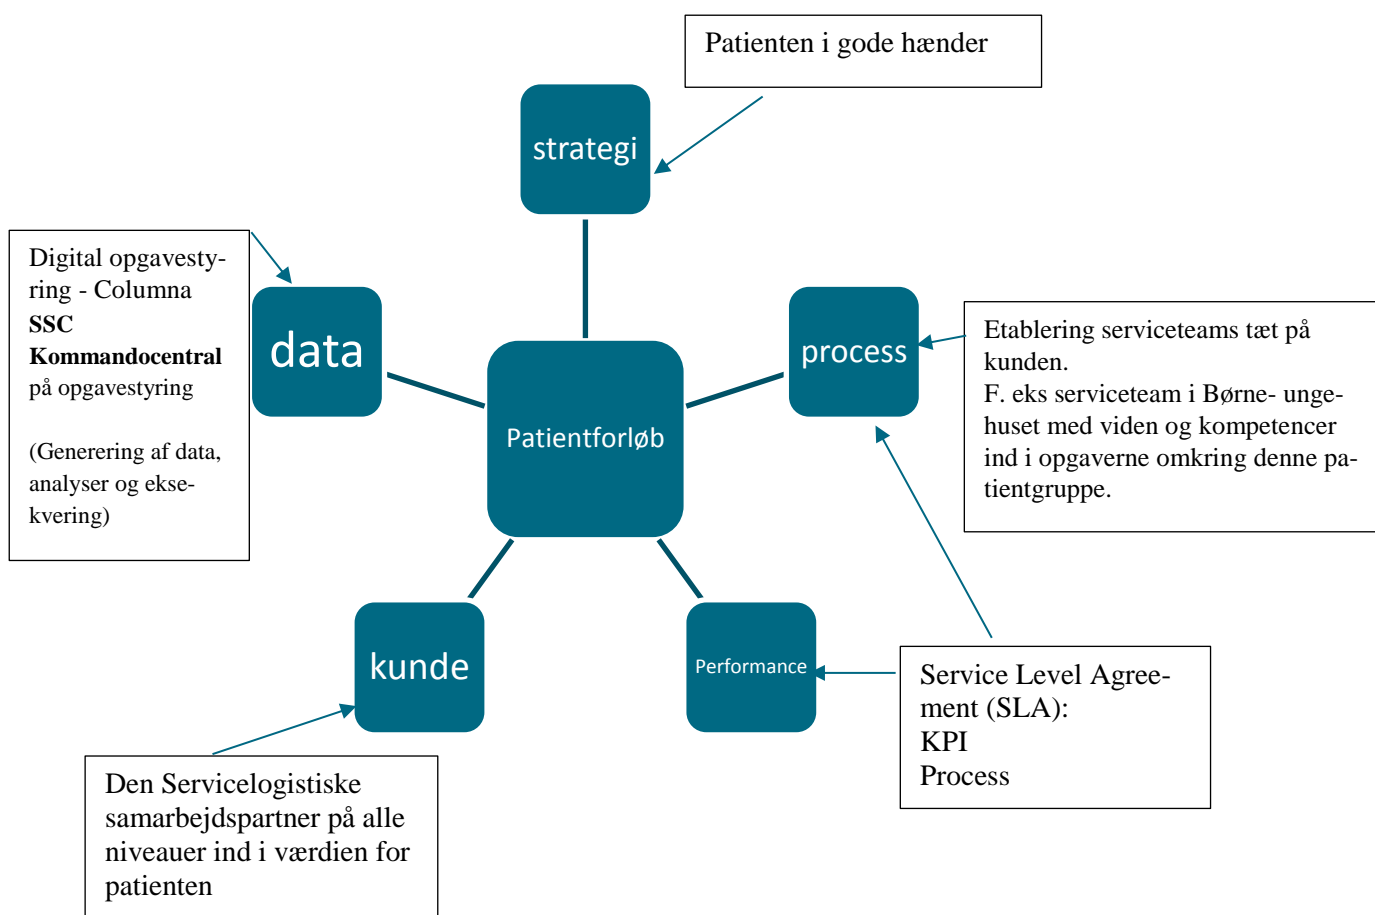 Patienten i gode hænder
strategi
Digital opgavesty-
ring - Columna
SSC
Kommandocentral
på opgavestyring
(Generering af data,
analyser og ekse-
kvering)
data
process
Etablering serviceteams tæt på
kunden.
F. eks serviceteam i Børne- unge-
huset med viden og kompetencer
ind i opgaverne omkring denne pa-
tientgruppe.
Patientforløb
kunde
Performance
Service Level Agree-
ment (SLA):
KPI
Process
Den Servicelogistiske
samarbejdspartner på alle
niveauer ind i værdien for
patienten